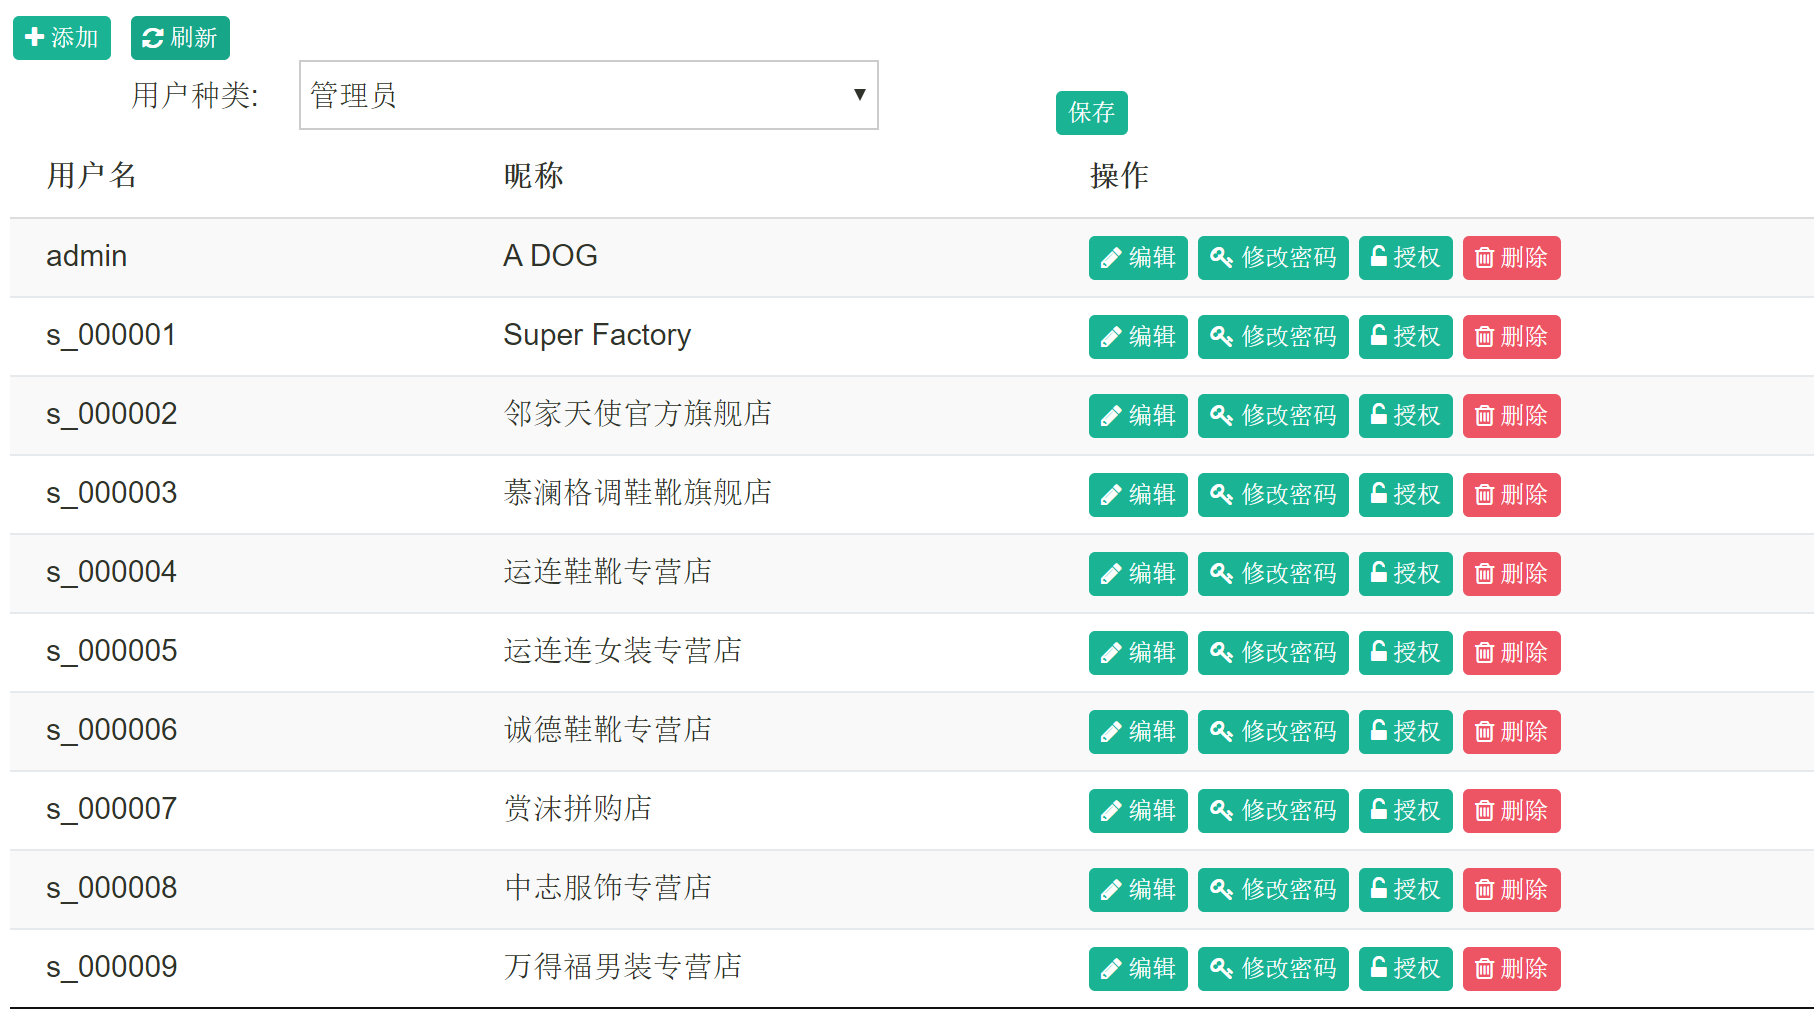 添加 刷新
用户种类: 管理员 保存
用户名 昵称 操作
admin A DOG 编辑 修改密码 授权 删除
s_000001 Super Factory 编辑 修改密码 授权 删除
s_000002 邻家天使官方旗舰店 编辑 修改密码 授权 删除
s_000003 慕澜格调鞋靴旗舰店 编辑 修改密码 授权 删除
s_000004 运连鞋靴专营店 编辑 修改密码 授权 删除
s_000005 运连连女装专营店 编辑 修改密码 授权 删除
s_000006 诚德鞋靴专营店 编辑 修改密码 授权 删除
s_000007 赏沫拼购店 编辑 修改密码 授权 删除
s_000008 中志服饰专营店 编辑 修改密码 授权 删除
s_000009 万得福男装专营店 编辑 修改密码 授权 删除